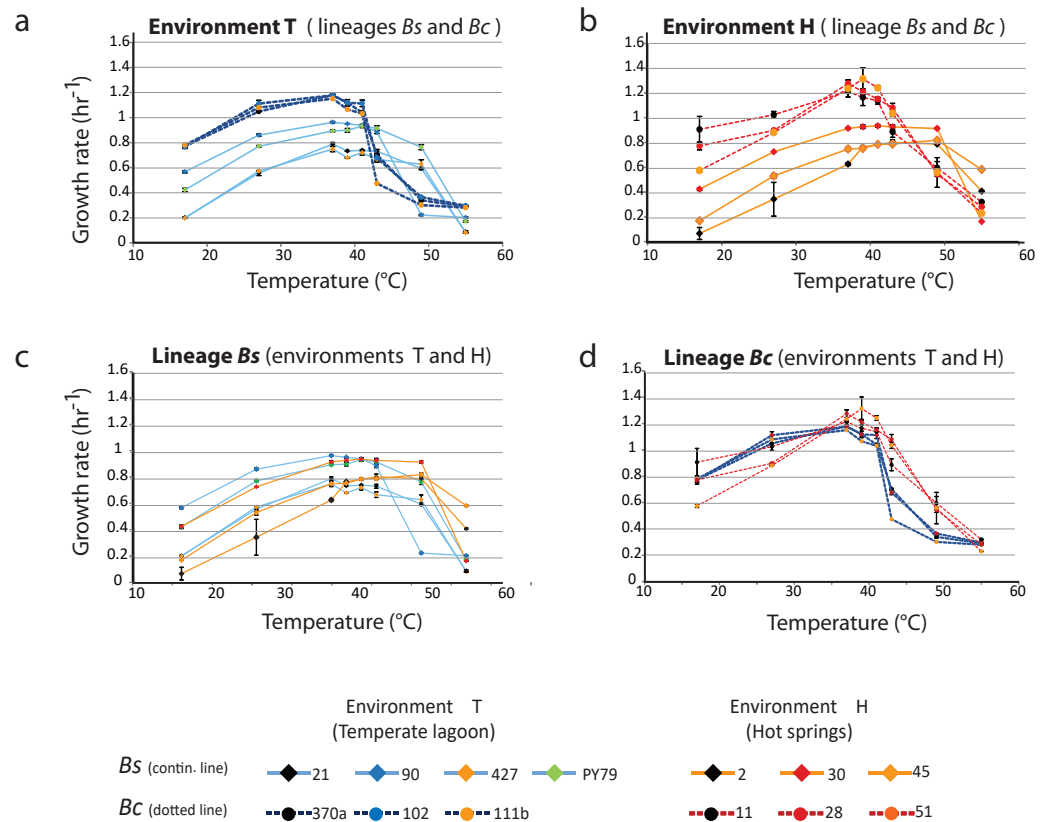 a
Environment T ( lineages Bs and Bc )
1.6
1.4
1.2
1
0.8
0.6
0.4
0.2
0
Growth rate (hr-1)
10 20 30 40 50 60
Temperature (°C)
b
Environment H ( lineage Bs and Bc )
1.6
1.4
1.2
1
0.8
0.6
0.4
0.2
0
10 20 30 40 50 60
Temperature (°C)
c
Lineage Bs (environments T and H)
1.6
1.4
1.2
1
0.8
0.6
0.4
0.2
0
Growth rate (hr-1)
10 20 30 40 50 60
Temperature (°C)
d
Lineage Bc (environments T and H)
1.6
1.4
1.2
1
0.8
0.6
0.4
0.2
0
10 20 30 40 50 60
Temperature (°C)
Environment T
(Temperate lagoon)
Environment H
(Hot springs)
Bs (contin. line) 21 90 427 PY79 2 30 45
Bc (dotted line) 370a 102 111b 11 28 51